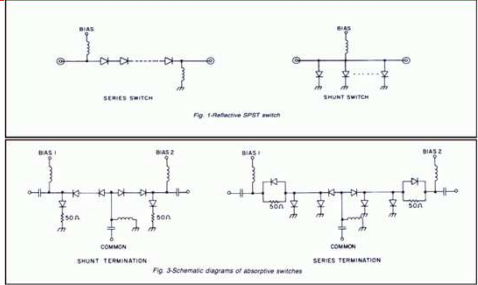 BIAS
BIAS
SERIES SWITCH
SHUNT SWITCH
Fig. 1-Reflective SPST switch
BIAS 1
BIAS 2
BIAS 1
BIAS 2
50Ω
50Ω
50Ω
50Ω
COMMON
COMMON
SHUNT TERMINATION
SERIES TERMINATION
Fig. 3-Schematic diagrams of absorptive switches